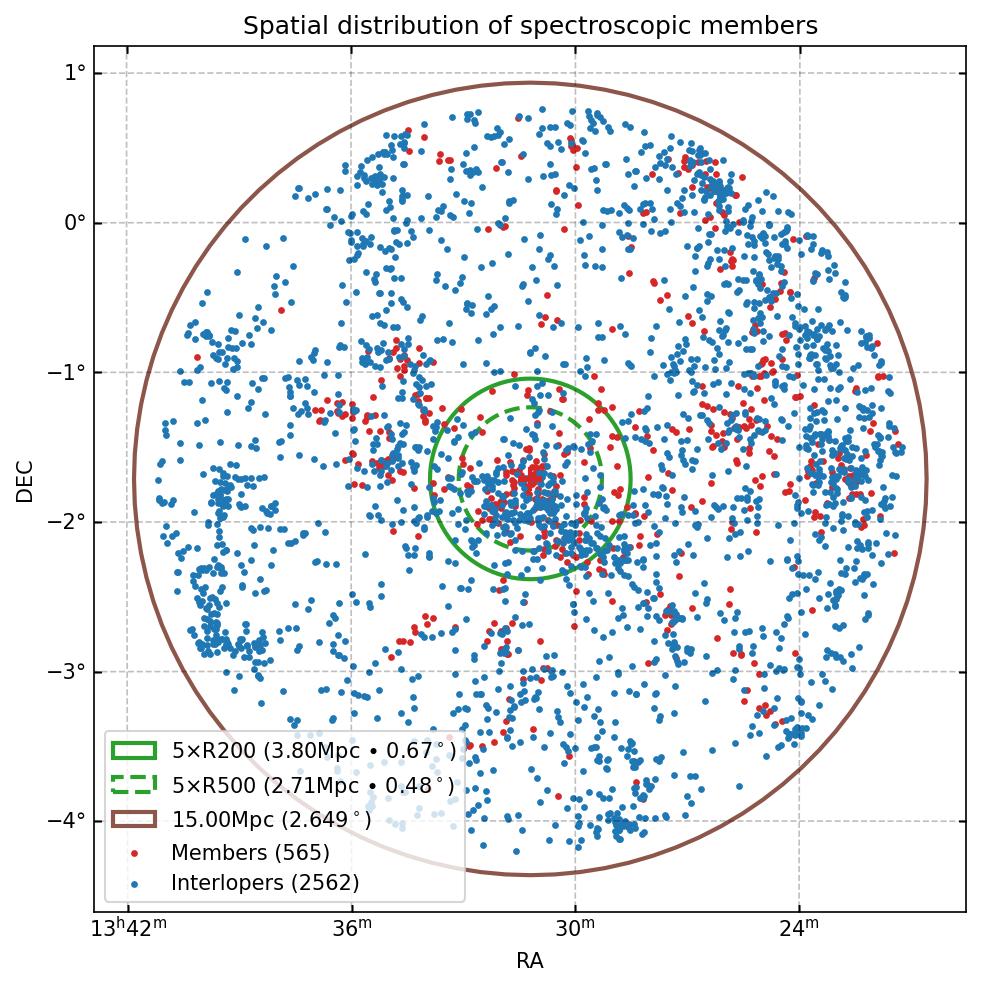 Spatial distribution of spectroscopic members
1°
0°
−1°
−2°
−3°
−4°
DEC
5×R200 (3.80Mpc • 0.67°)
5×R500 (2.71Mpc • 0.48°)
15.00Mpc (2.649°)
Members (565)
Interlopers (2562)
13ʰ42ᵐ 36ᵐ 30ᵐ 24ᵐ
RA